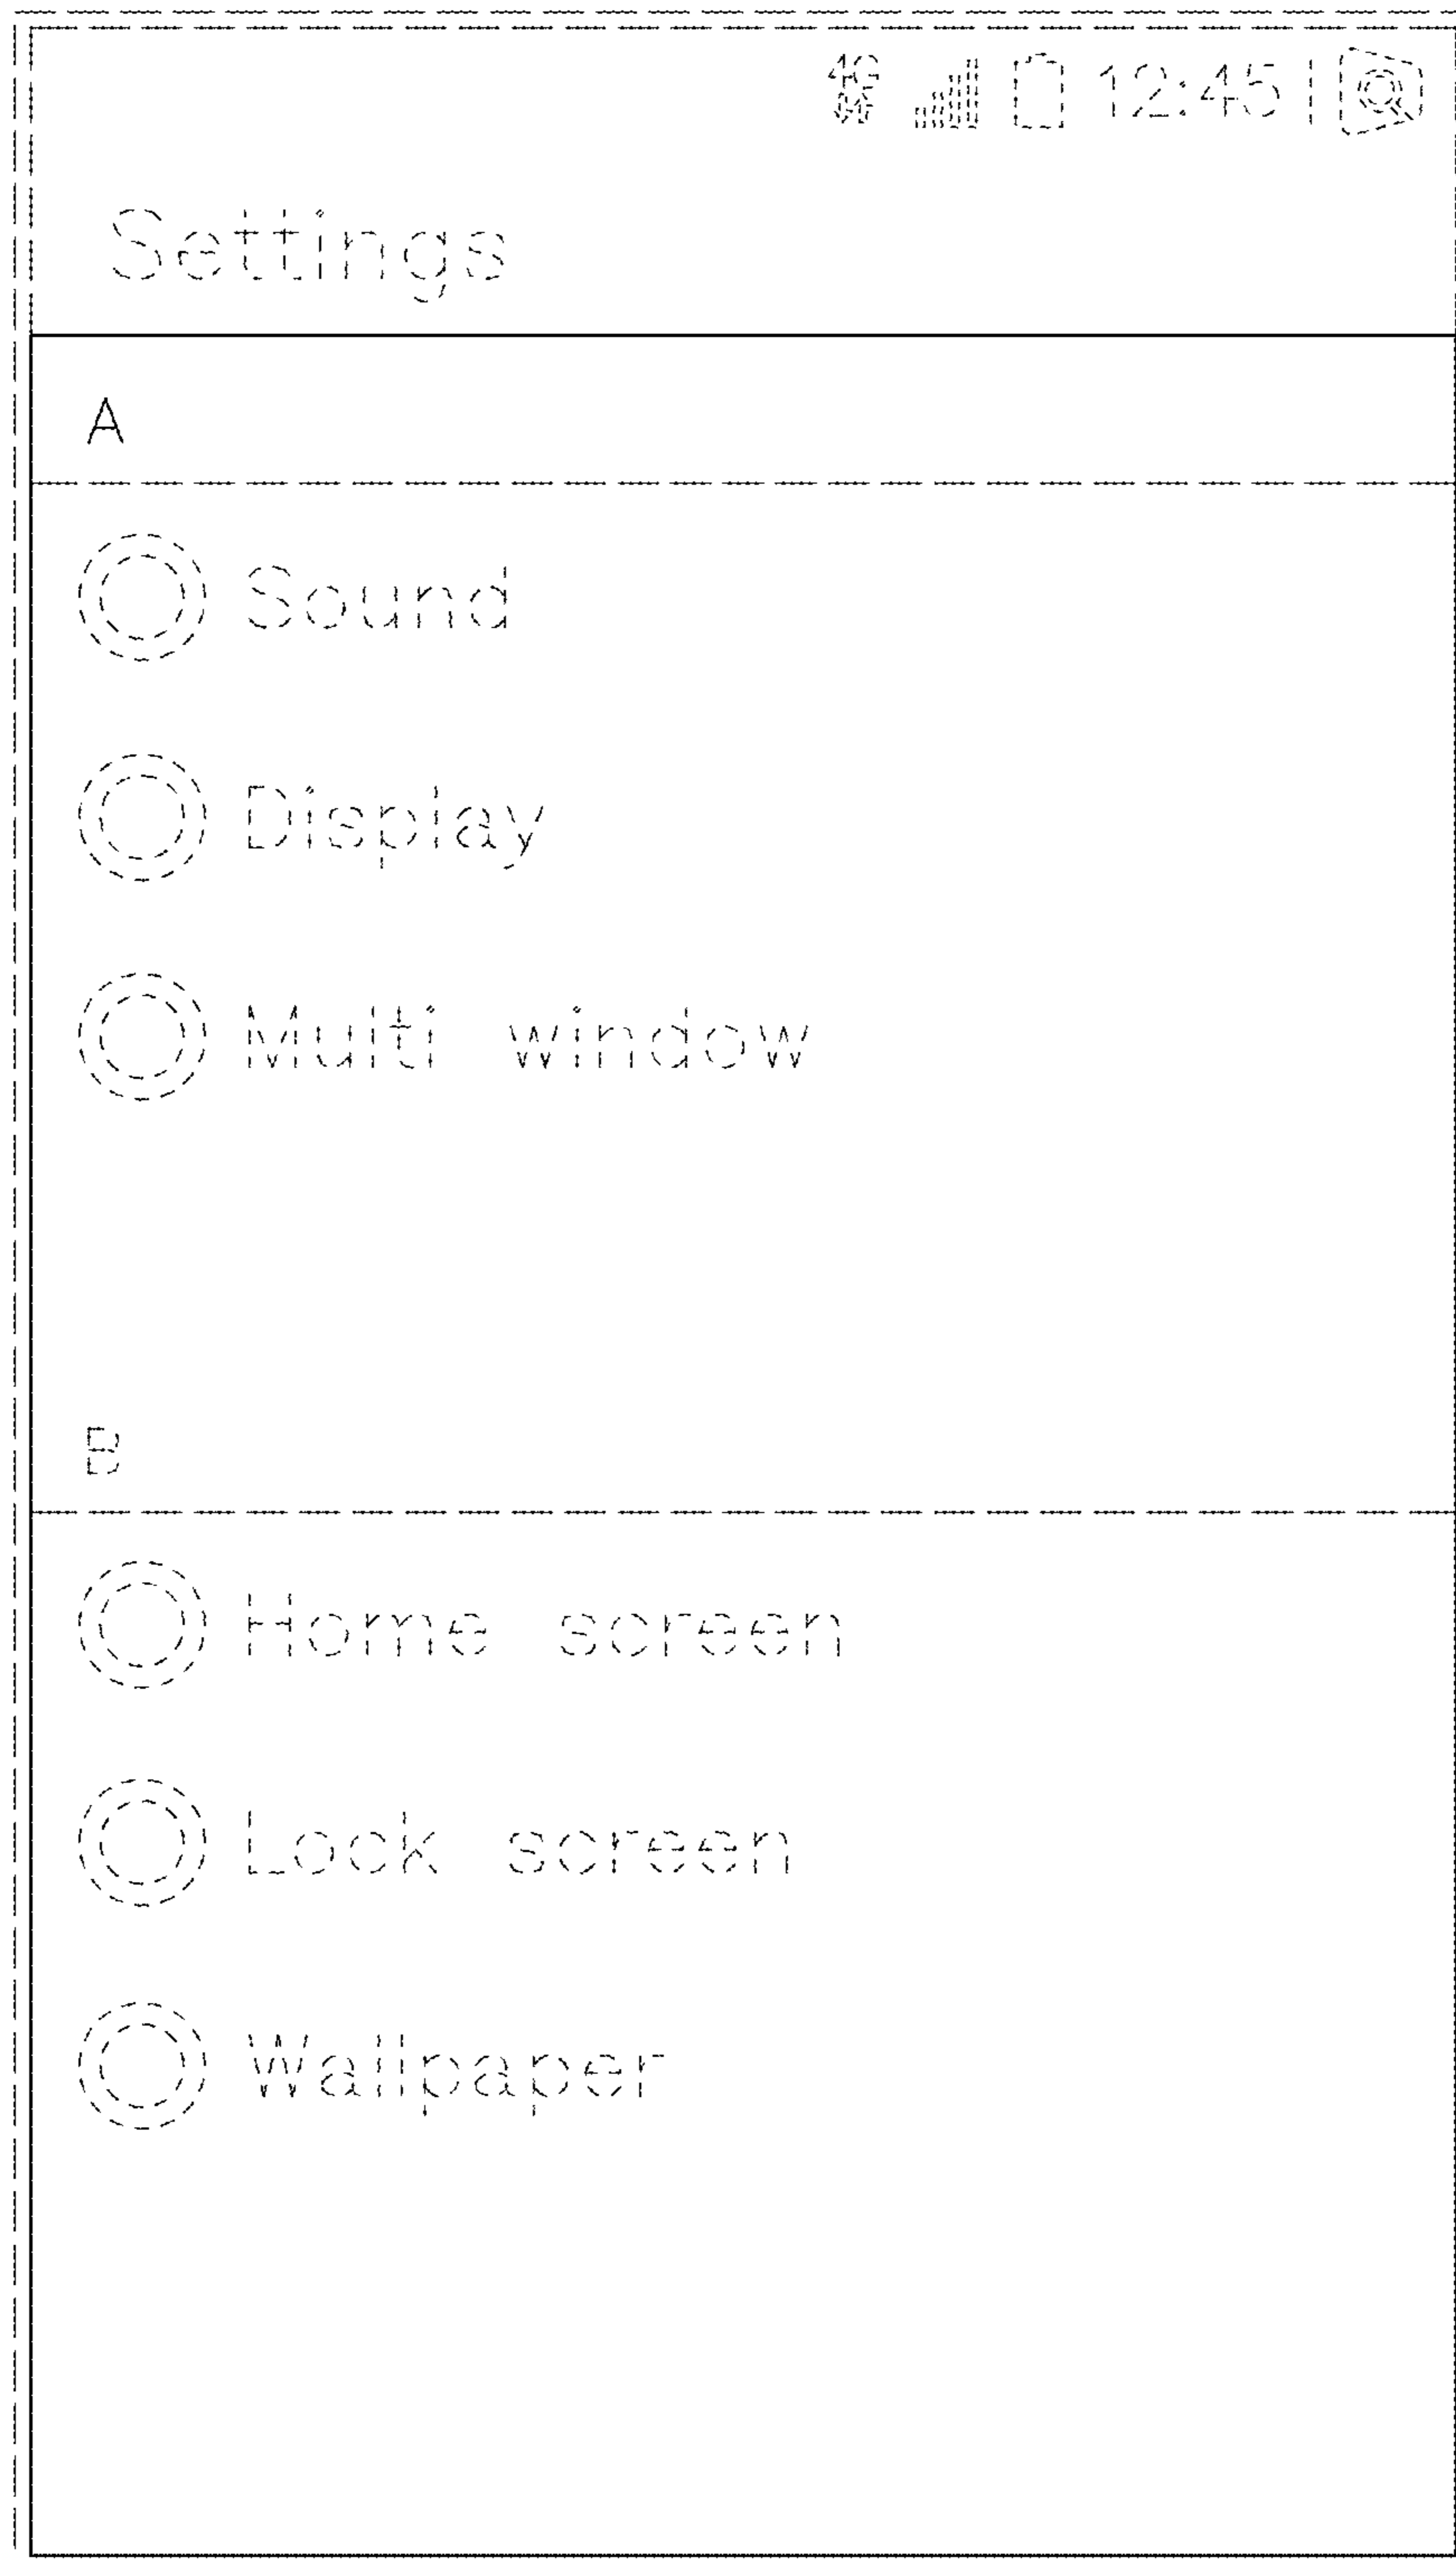 4G 12:45
Settings
A
Sound
Display
Multi window
B
Home screen
Lock screen
Wallpaper